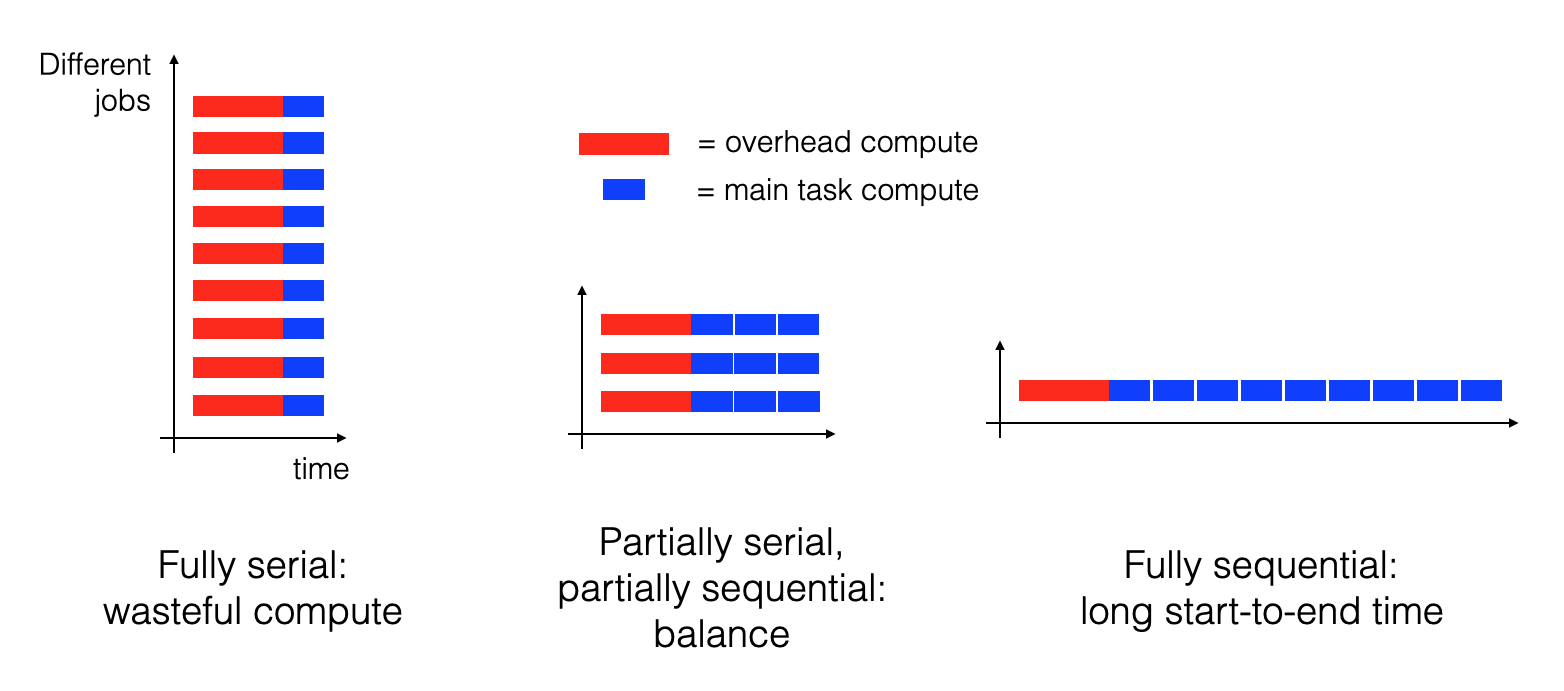 Different
jobs
= overhead compute
= main task compute
time
Fully serial:
wasteful compute
Partially serial,
partially sequential:
balance
Fully sequential:
long start-to-end time